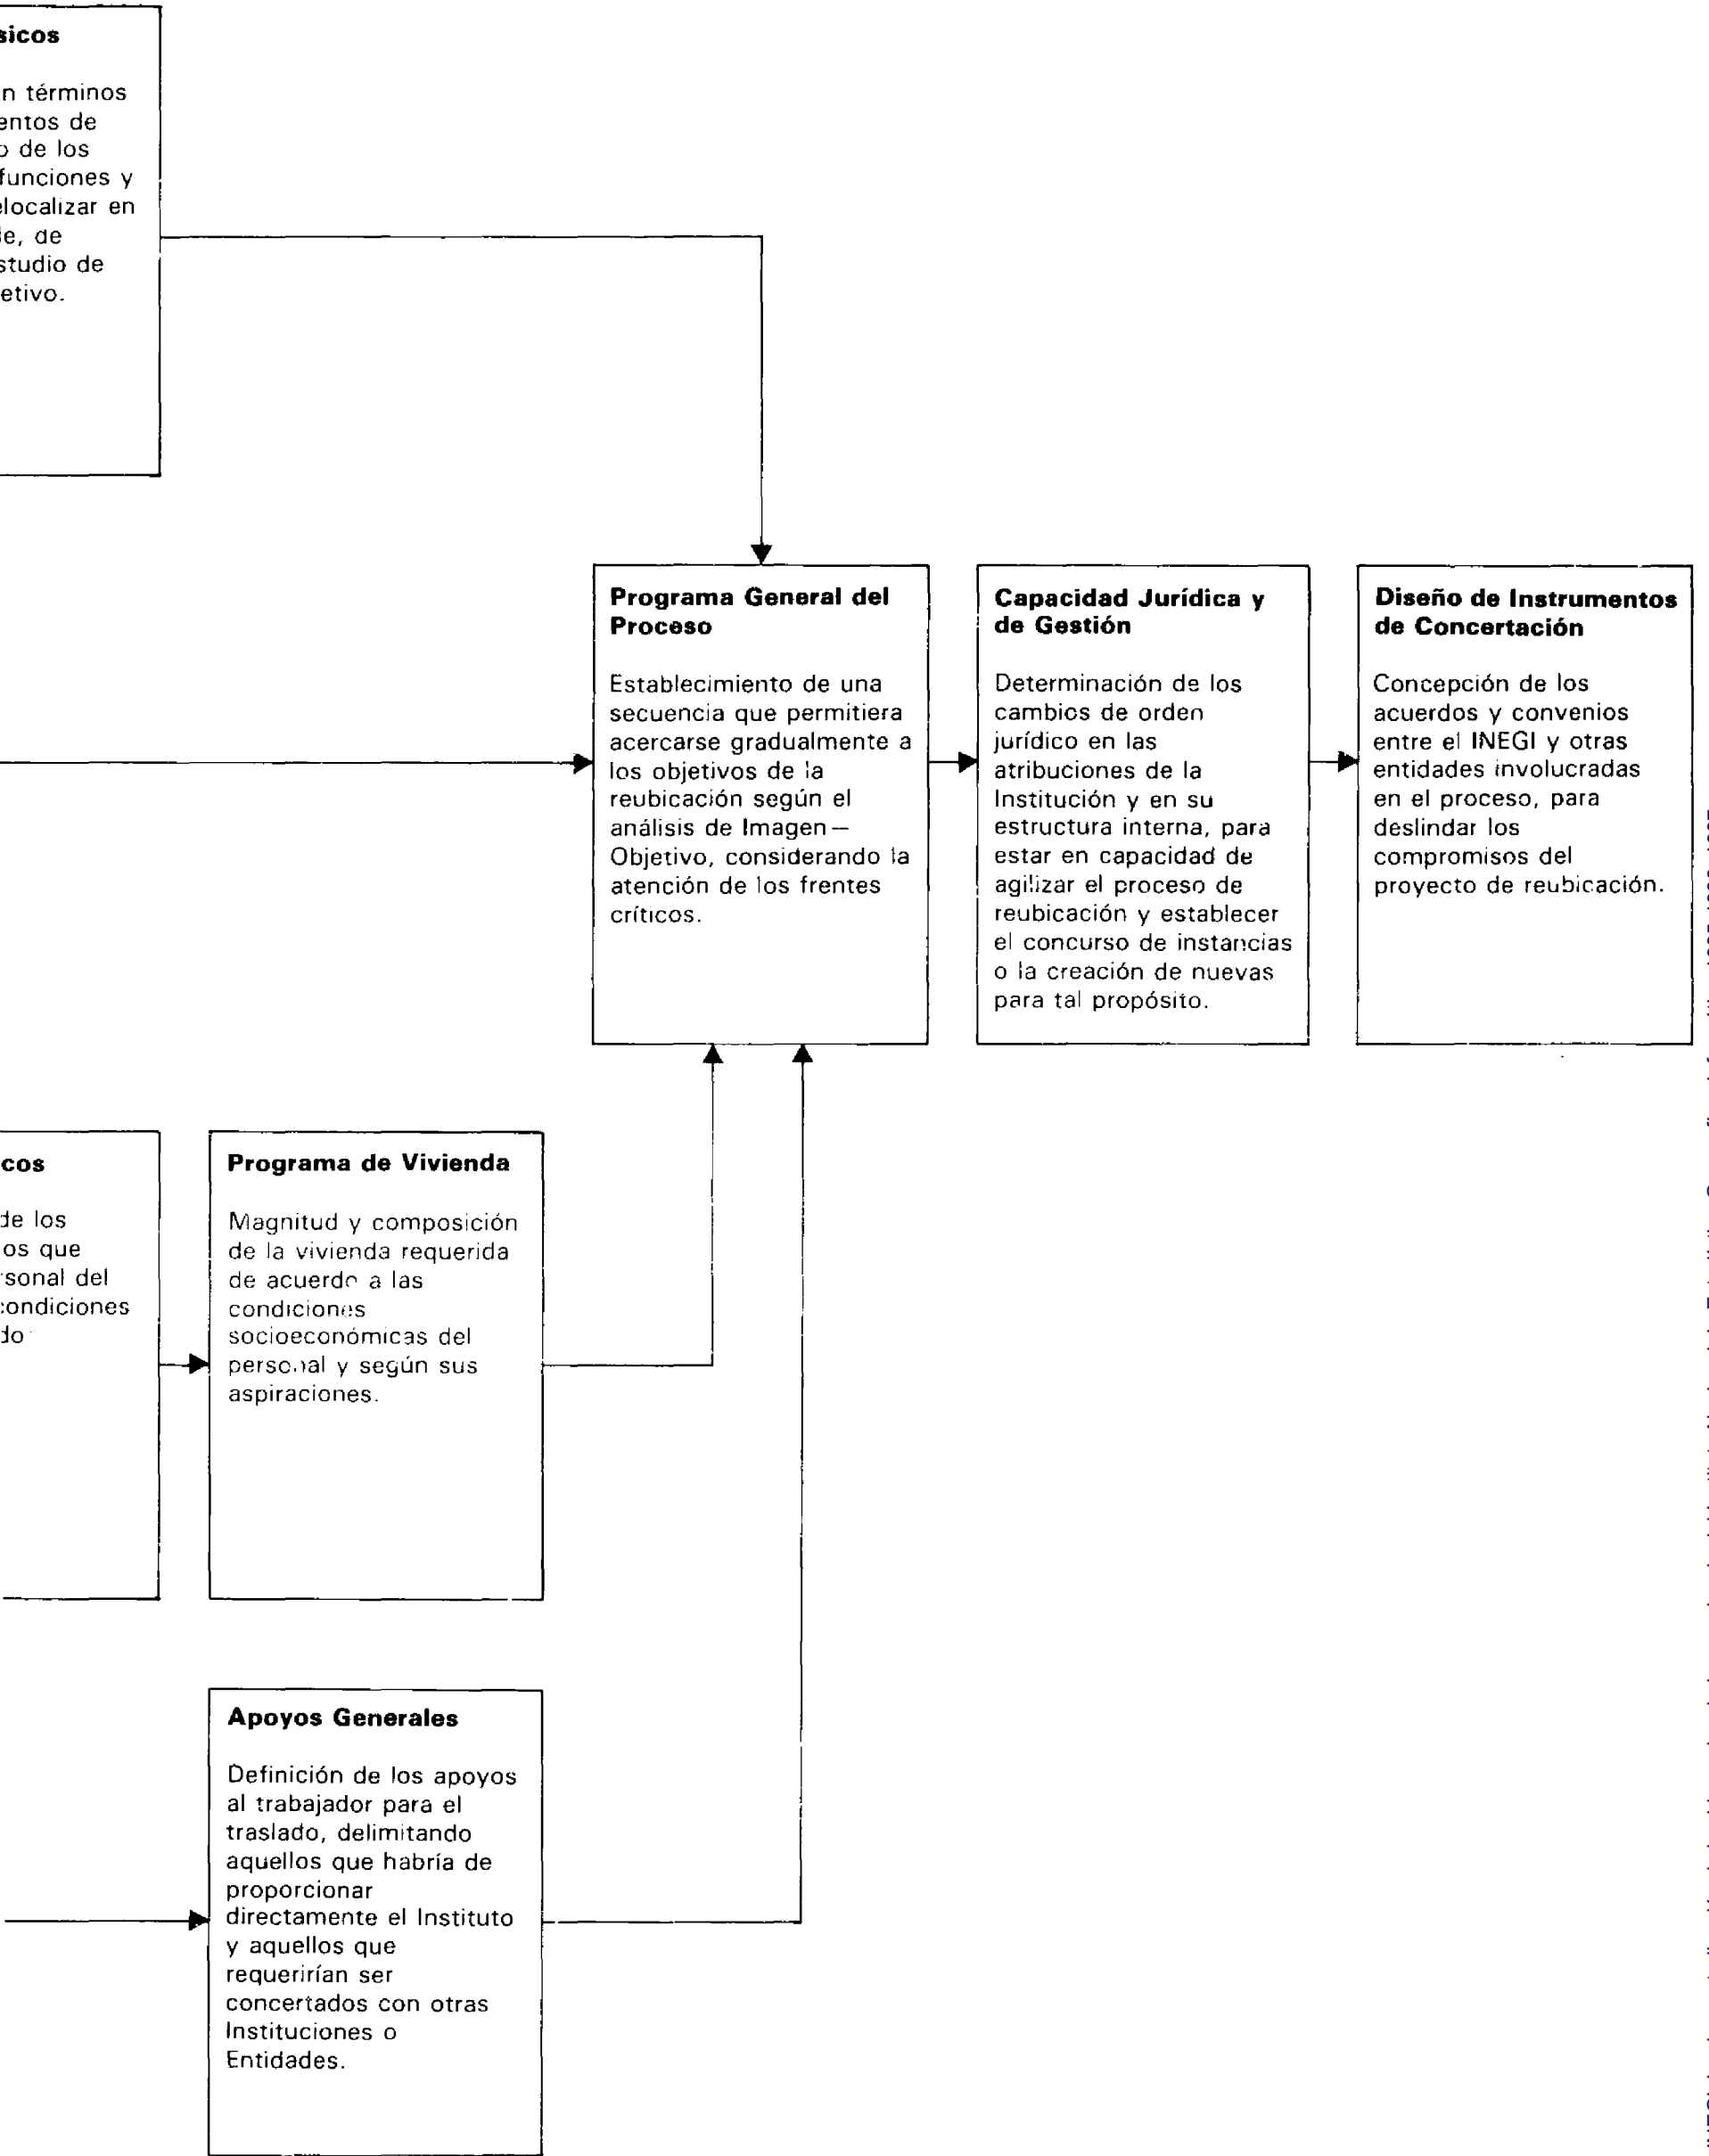 sicos
n términos
entos de
o de los
funciones y
elocalizar en
le, de
studio de
etivo.
Programa General del
Proceso
Establecimiento de una
secuencia que permitiera
acercarse gradualmente a
los objetivos de la
reubicación según el
análisis de Imagen—
Objetivo, considerando la
atención de los frentes
críticos.
Capacidad Jurídica y
de Gestión
Determinación de los
cambios de orden
jurídico en las
atribuciones de la
Institución y en su
estructura interna, para
estar en capacidad de
agilizar el proceso de
reubicación y establecer
el concurso de instancias
o la creación de nuevas
para tal propósito.
Diseño de Instrumentos
de Concertación
Concepción de los
acuerdos y convenios
entre el INEGI y otras
entidades involucradas
en el proceso, para
deslindar los
compromisos del
proyecto de reubicación.
cos
de los
os que
rsonal del
condiciones
do
Programa de Vivienda
Magnitud y composición
de la vivienda requerida
de acuerdo a las
condiciones
socioeconómicas del
personal y según sus
aspiraciones.
Apoyos Generales
Definición de los apoyos
al trabajador para el
traslado, delimitando
aquellos que habría de
proporcionar
directamente el Instituto
y aquellos que
requerirían ser
concertados con otras
Instituciones o
Entidades.